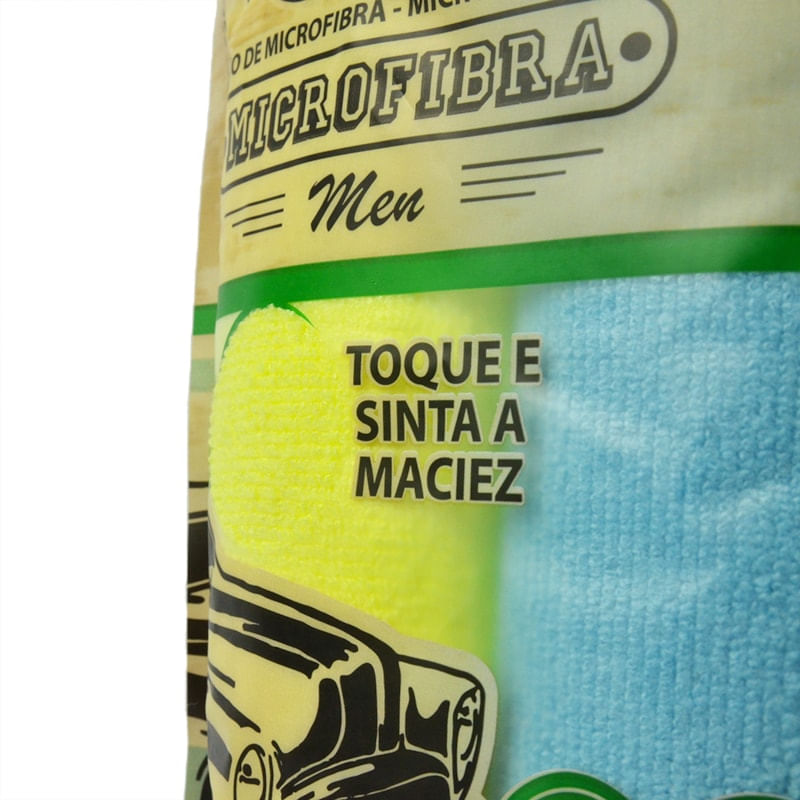 O DE MICROFIBRA - MICR
MICROFIBRA
Men
TOQUE E
SINTA A
MACIEZ